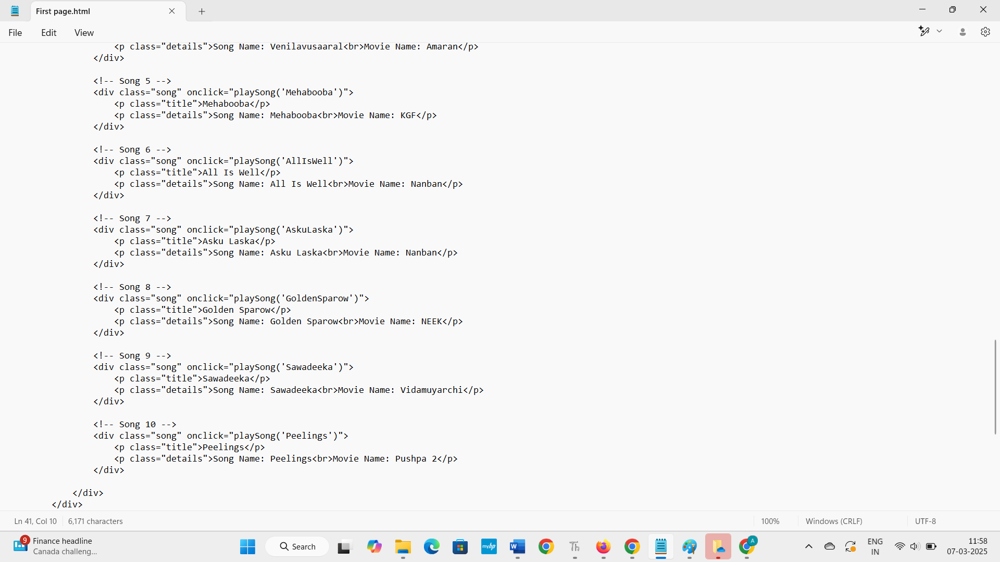 First page.html
File Edit View
<p class="details">Song Name: Venilavusaaral<br>Movie Name: Amaran</p>
</div>
<!-- Song 5 -->
<div class="song" onclick="playSong('Mehabooba')">
<p class="title">Mehabooba</p>
<p class="details">Song Name: Mehabooba<br>Movie Name: KGF</p>
</div>
<!-- Song 6 -->
<div class="song" onclick="playSong('AllIsWell')">
<p class="title">All Is Well</p>
<p class="details">Song Name: All Is Well<br>Movie Name: Nanban</p>
</div>
<!-- Song 7 -->
<div class="song" onclick="playSong('AskuLaska')">
<p class="title">Asku Laska</p>
<p class="details">Song Name: Asku Laska<br>Movie Name: Nanban</p>
</div>
<!-- Song 8 -->
<div class="song" onclick="playSong('GoldenSparow')">
<p class="title">Golden Sparow</p>
<p class="details">Song Name: Golden Sparow<br>Movie Name: NEEK</p>
</div>
<!-- Song 9 -->
<div class="song" onclick="playSong('Sawadeeka')">
<p class="title">Sawadeeka</p>
<p class="details">Song Name: Sawadeeka<br>Movie Name: Vidamuyarchi</p>
</div>
<!-- Song 10 -->
<div class="song" onclick="playSong('Peelings')">
<p class="title">Peelings</p>
<p class="details">Song Name: Peelings<br>Movie Name: Pushpa 2</p>
</div>
</div>
</div>
Ln 41, Col 10 6,171 characters 100% Windows (CRLF) UTF-8
9 Finance headline
Canada challeng...
Search
myhp
W
Th
A
ENG
IN
11:58
07-03-2025